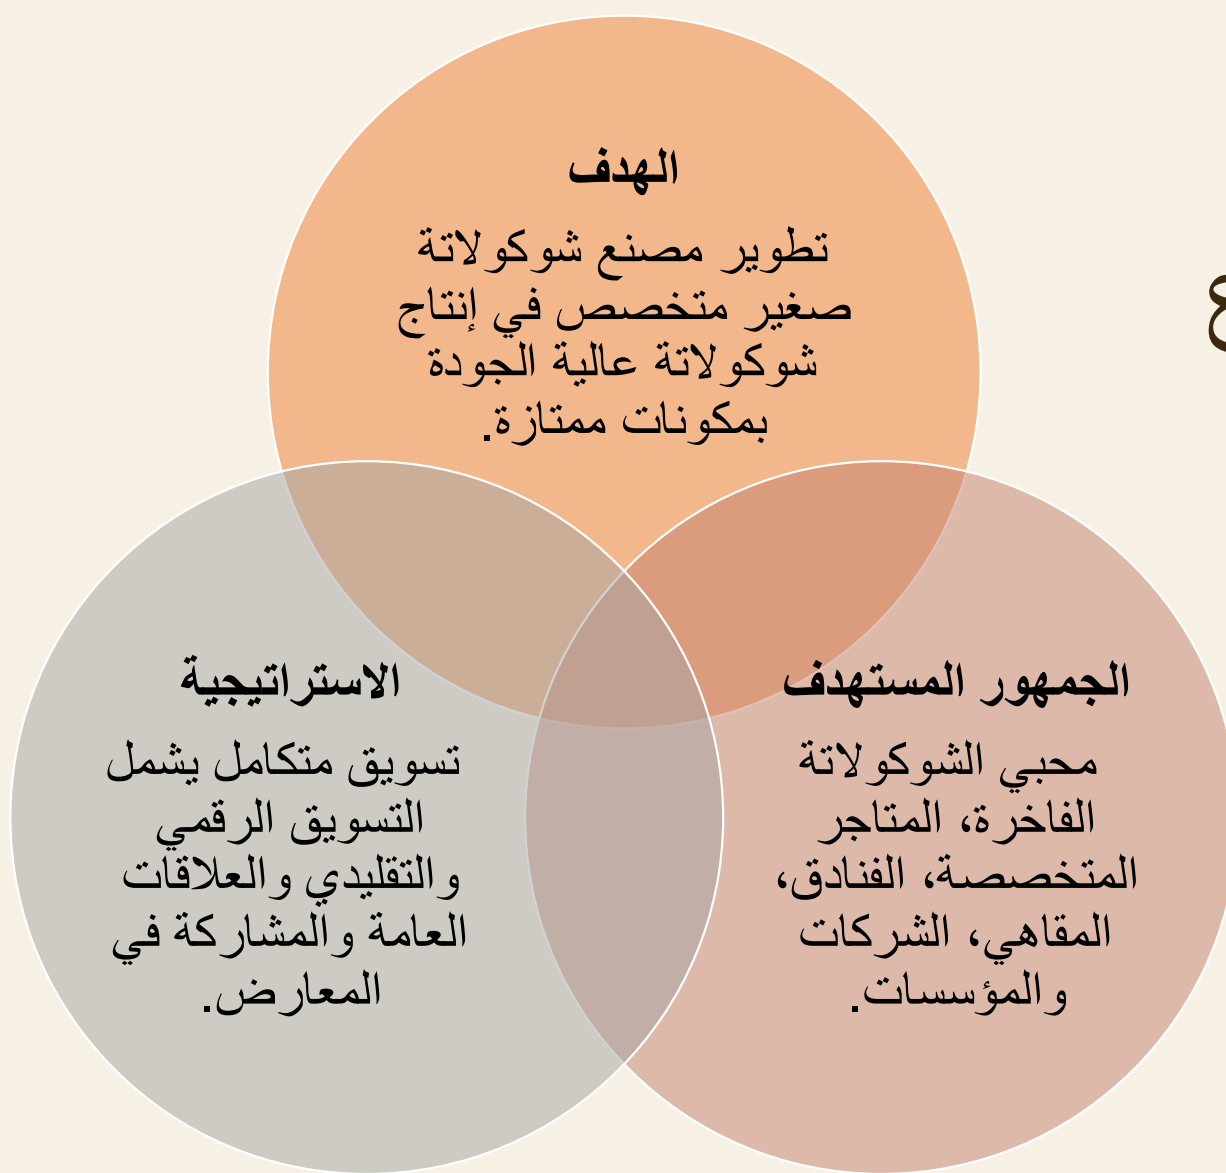 الهدف
تطوير مصنع شوكولاتة
صغير متخصص في إنتاج
شوكولاتة عالية الجودة
بمكونات ممتازة.
الجمهور المستهدف
محبي الشوكولاتة
الفاخرة، المتاجر
المتخصصة، الفنادق،
المقاهي، الشركات
والمؤسسات.
الاستراتيجية
تسويق متكامل يشمل
التسويق الرقمي
والتقليدي والعلاقات
العامة والمشاركة في
المعارض.